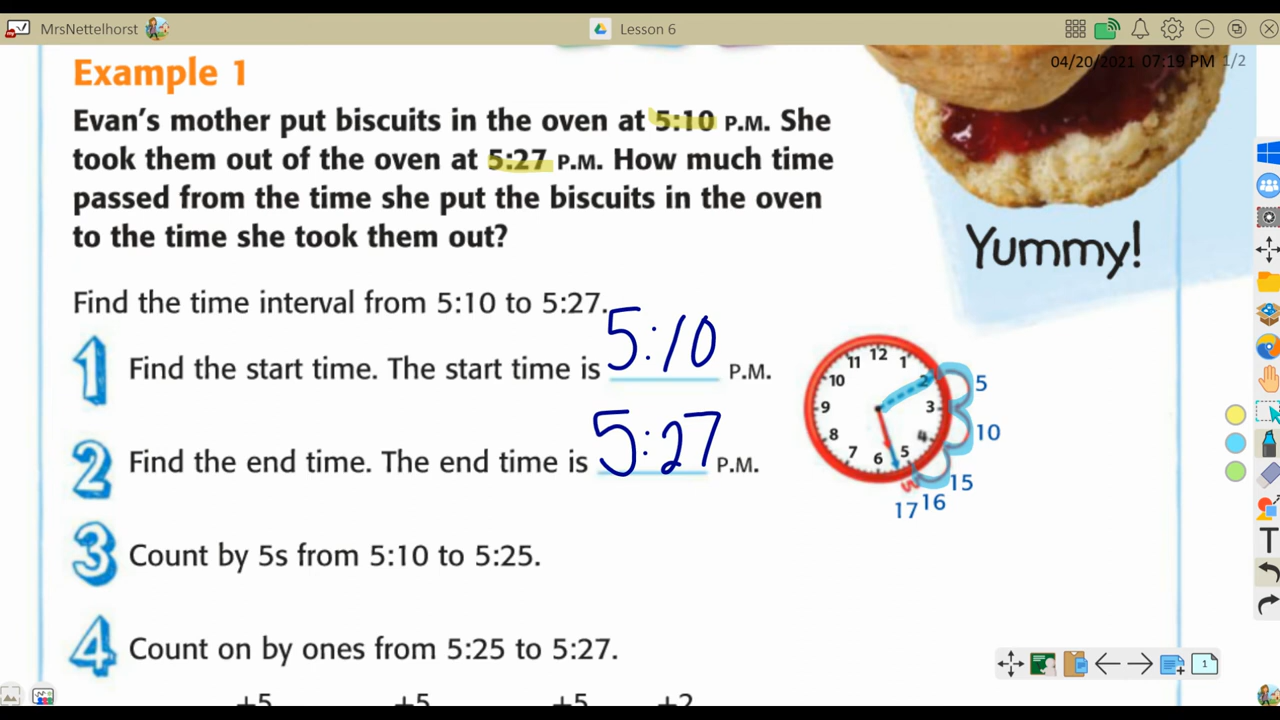 MrsNettelhorst
Lesson 6
04/20/2021 07:19 PM 1/2
Example 1
Evan's mother put biscuits in the oven at 5:10 P.M. She
took them out of the oven at 5:27 P.M. How much time
passed from the time she put the biscuits in the oven
to the time she took them out?
Yummy!
Find the time interval from 5:10 to 5:27.
1 Find the start time. The start time is 5:10 P.M.
2 Find the end time. The end time is 5:27 P.M.
12
11 1
10 2
9 3
8 4
7 6 5
5
10
15
17 16
3 Count by 5s from 5:10 to 5:25.
4 Count on by ones from 5:25 to 5:27.
+5 +5 +5 +2
T
1